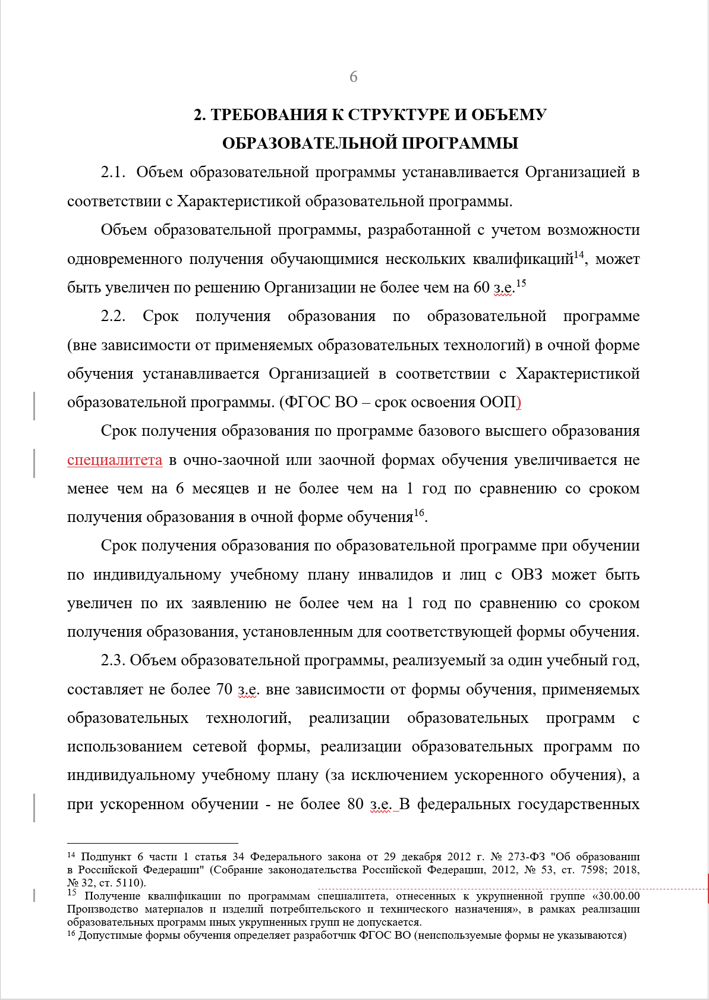 6
2. ТРЕБОВАНИЯ К СТРУКТУРЕ И ОБЪЕМУ
ОБРАЗОВАТЕЛЬНОЙ ПРОГРАММЫ
2.1. Объем образовательной программы устанавливается Организацией в
соответствии с Характеристикой образовательной программы.
Объем образовательной программы, разработанной с учетом возможности
одновременного получения обучающимися нескольких квалификаций14, может
быть увеличен по решению Организации не более чем на 60 з.е.15
2.2. Срок получения образования по образовательной программе
(вне зависимости от применяемых образовательных технологий) в очной форме
обучения устанавливается Организацией в соответствии с Характеристикой
образовательной программы. (ФГОС ВО – срок освоения ООП)
Срок получения образования по программе базового высшего образования
специалитета в очно-заочной или заочной формах обучения увеличивается не
менее чем на 6 месяцев и не более чем на 1 год по сравнению со сроком
получения образования в очной форме обучения16.
Срок получения образования по образовательной программе при обучении
по индивидуальному учебному плану инвалидов и лиц с ОВЗ может быть
увеличен по их заявлению не более чем на 1 год по сравнению со сроком
получения образования, установленным для соответствующей формы обучения.
2.3. Объем образовательной программы, реализуемый за один учебный год,
составляет не более 70 з.е. вне зависимости от формы обучения, применяемых
образовательных технологий, реализации образовательных программ с
использованием сетевой формы, реализации образовательных программ по
индивидуальному учебному плану (за исключением ускоренного обучения), а
при ускоренном обучении - не более 80 з.е. В федеральных государственных
14 Подпункт 6 части 1 статья 34 Федерального закона от 29 декабря 2012 г. № 273-ФЗ "Об образовании
в Российской Федерации" (Собрание законодательства Российской Федерации, 2012, № 53, ст. 7598; 2018,
№ 32, ст. 5110).
15 Получение квалификации по программам специалитета, отнесенных к укрупненной группе «30.00.00
Производство материалов и изделий потребительского и технического назначения», в рамках реализации
образовательных программ иных укрупненных групп не допускается.
16 Допустимые формы обучения определяет разработчик ФГОС ВО (неиспользуемые формы не указываются)